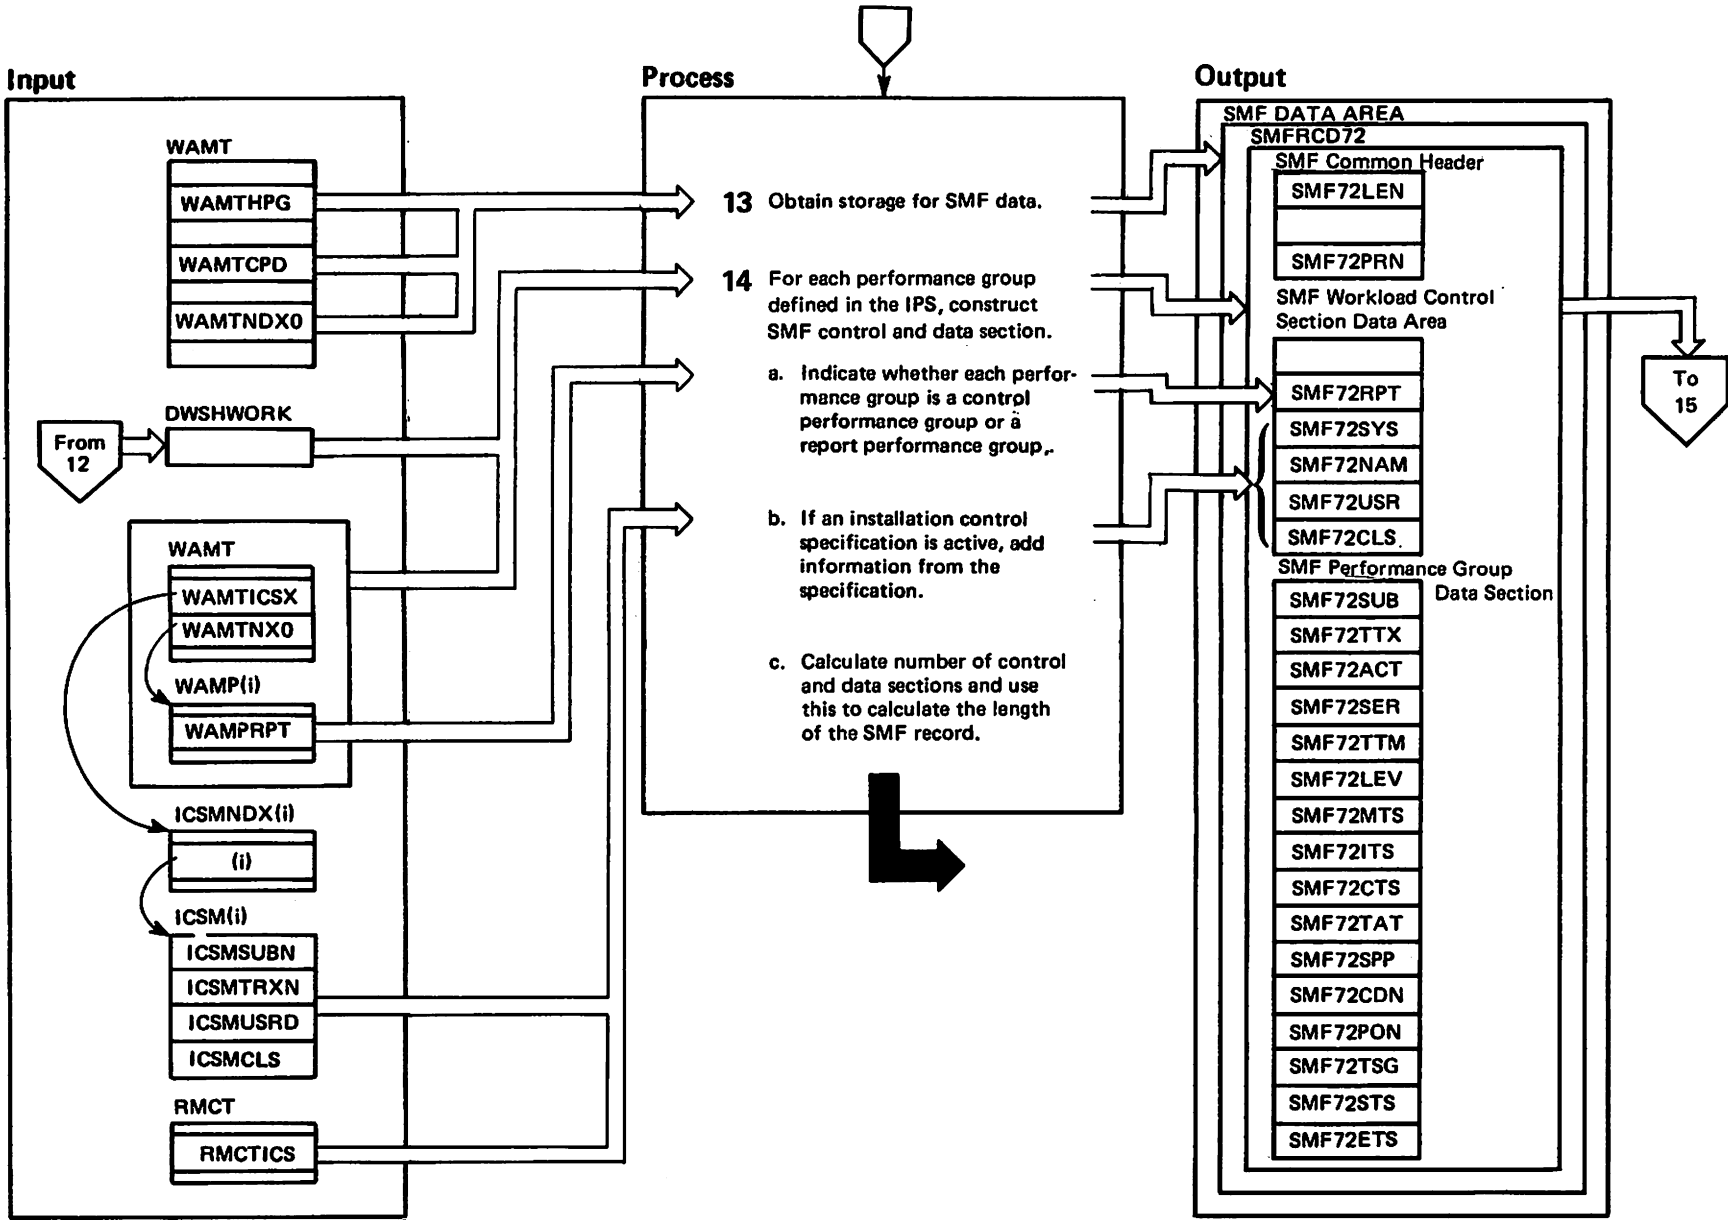 Input
WAMT
WAMTHPG
WAMTCPD
WAMTNDX0
DWSHWORK
From
12
WAMT
WAMTICSX
WAMTNX0
WAMP(i)
WAMPRPT
ICSMNDX(i)
(i)
ICSM(i)
ICSMSUBN
ICSMTRXN
ICSMUSRD
ICSMCLS
RMCT
RMCTICS
Process
13 Obtain storage for SMF data.
14 For each performance group
defined in the IPS, construct
SMF control and data section.
a. Indicate whether each perfor-
mance group is a control
performance group or a
report performance group,.
b. If an installation control
specification is active, add
information from the
specification.
c. Calculate number of control
and data sections and use
this to calculate the length
of the SMF record.
Output
SMF DATA AREA
SMFRCD72
SMF Common Header
SMF72LEN
SMF72PRN
SMF Workload Control
Section Data Area
SMF72RPT
SMF72SYS
SMF72NAM
SMF72USR
SMF72CLS.
SMF Performance Group
Data Section
SMF72SUB
SMF72TTX
SMF72ACT
SMF72SER
SMF72TTM
SMF72LEV
SMF72MTS
SMF72ITS
SMF72CTS
SMF72TAT
SMF72SPP
SMF72CDN
SMF72PON
SMF72TSG
SMF72STS
SMF72ETS
To
15